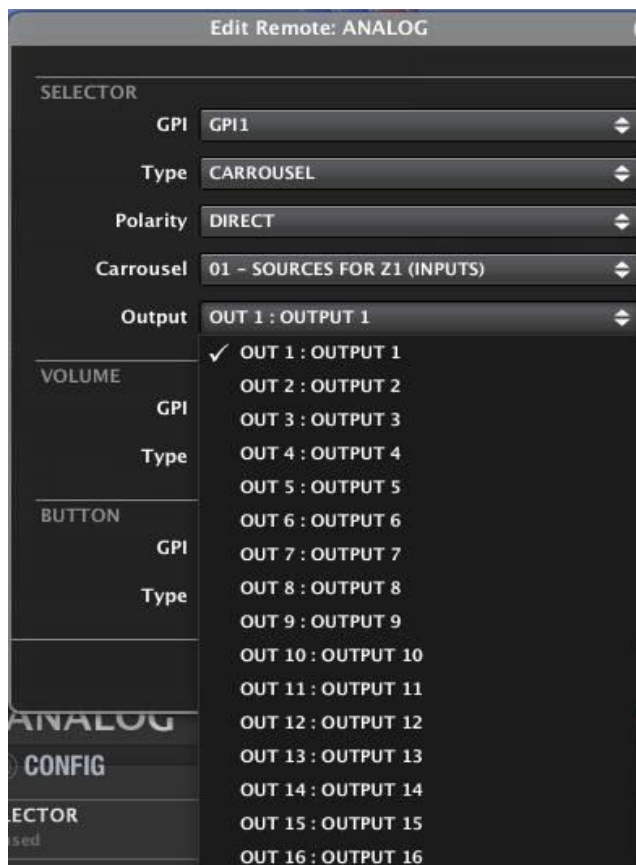 Edit Remote: ANALOG
SELECTOR
GPI GPI1
Type CARROUSEL
Polarity DIRECT
Carrousel 01 - SOURCES FOR Z1 (INPUTS)
Output OUT 1 : OUTPUT 1
✓ OUT 1 : OUTPUT 1
VOLUME
OUT 2 : OUTPUT 2
GPI
OUT 3 : OUTPUT 3
Type
OUT 4 : OUTPUT 4
OUT 5 : OUTPUT 5
BUTTON
OUT 6 : OUTPUT 6
GPI
OUT 7 : OUTPUT 7
Type
OUT 8 : OUTPUT 8
OUT 9 : OUTPUT 9
OUT 10 : OUTPUT 10
OUT 11 : OUTPUT 11
ANALOG
OUT 12 : OUTPUT 12
CONFIG
OUT 13 : OUTPUT 13
OUT 14 : OUTPUT 14
LECTOR
OUT 15 : OUTPUT 15
sed
OUT 16 : OUTPUT 16